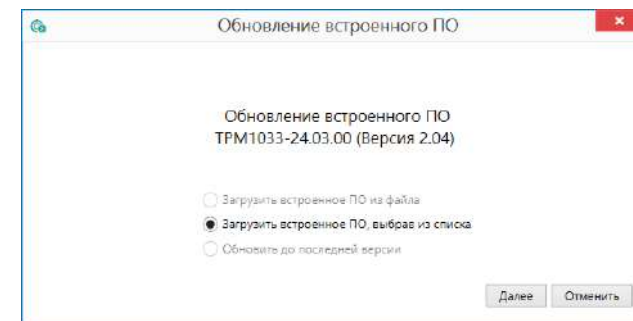 Обновление встроенного ПО
Обновление встроенного ПО
ТРМ1033-24.03.00 (Версия 2.04)
Загрузить встроенное ПО из файла
Загрузить встроенное ПО, выбрав из списка
Обновить до последней версии
Далее Отменить